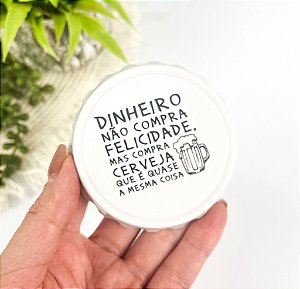 DINHEIRO
NÃO COMPRA
FELICIDADE.
MAS COMPRA
CERVEJA
QUE É QUASE
A MESMA COISA